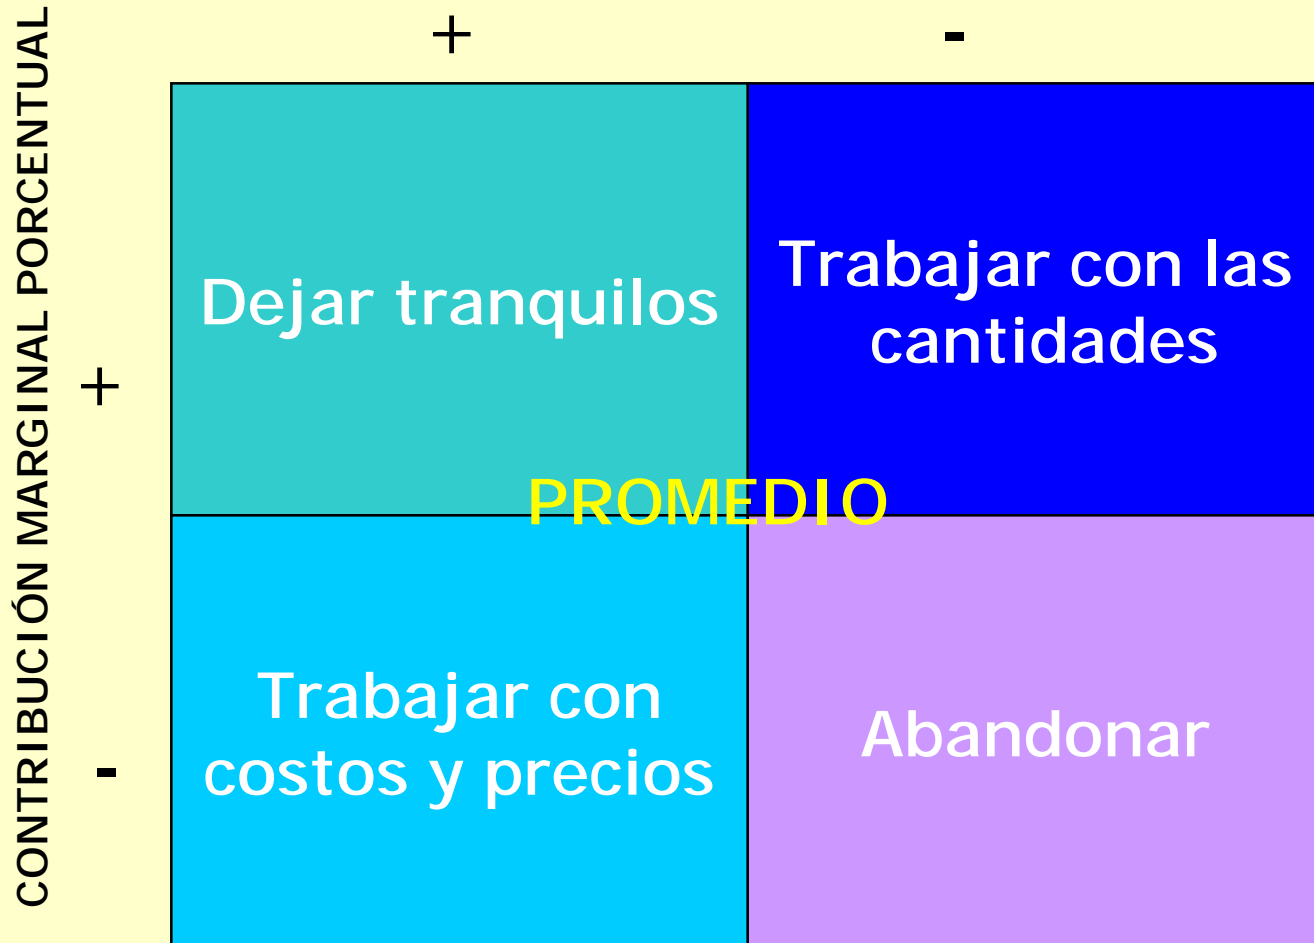 + -
CONTRIBUCIÓN MARGINAL PORCENTUAL
+
Dejar tranquilos
Trabajar con las
cantidades
PROMEDIO
-
Trabajar con
costos y precios
Abandonar